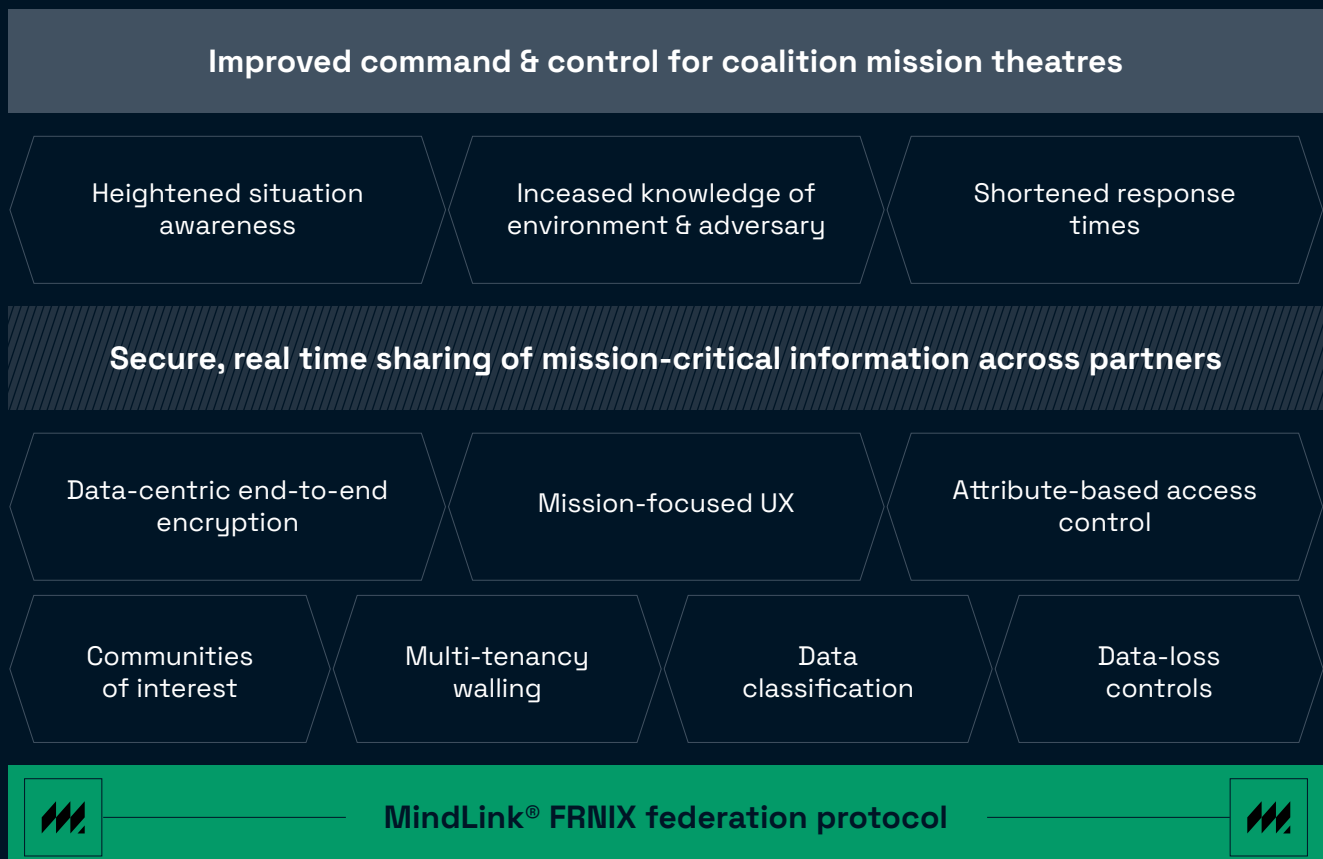 Improved command & control for coalition mission theatres
Heightened situation
awareness
Inceased knowledge of
environment & adversary
Shortened response
times
Secure, real time sharing of mission-critical information across partners
Data-centric end-to-end
encryption
Mission-focused UX
Attribute-based access
control
Communities
of interest
Multi-tenancy
walling
Data
classification
Data-loss
controls
MindLink® FRNIX federation protocol